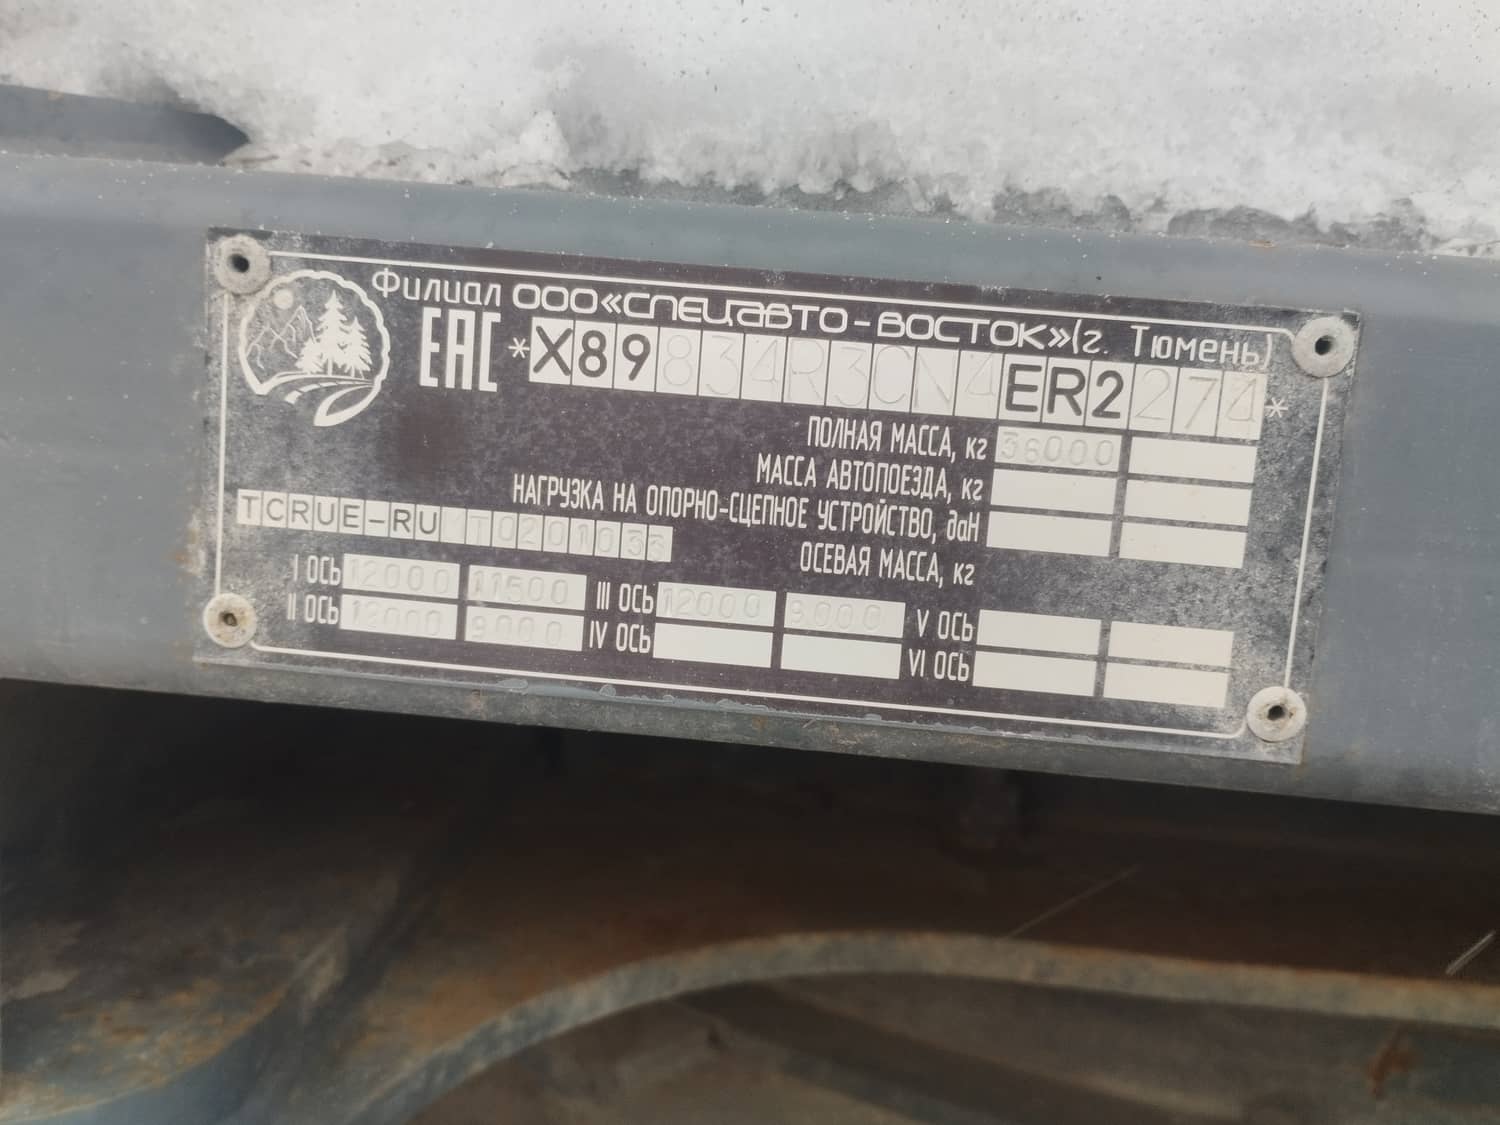 Филиал ООО «СПЕЦАВТО-ВОСТОК» (г. Тюмень)
EAC *X89834R3CN4ER2274*
ПОЛНАЯ МАССА, кг 36000
МАССА АВТОПОЕЗДА, кг
НАГРУЗКА НА ОПОРНО-СЦЕПНОЕ УСТРОЙСТВО, даН
TCRUE-RU MT0201033
ОСЕВАЯ МАССА, кг
I ОСЬ 12000 11500 III ОСЬ 12000 9000 V ОСЬ
II ОСЬ 12000 9000 IV ОСЬ VI ОСЬ